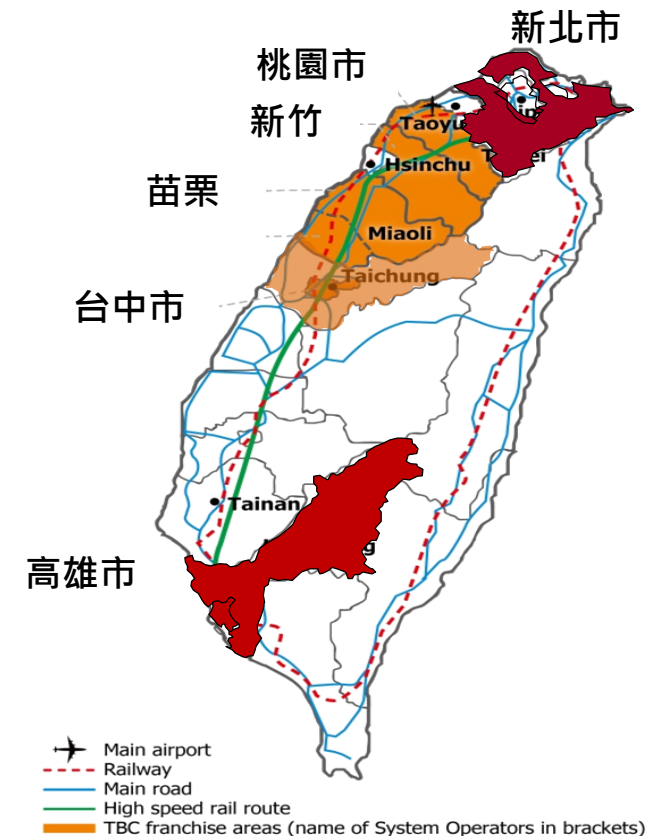 新北市
桃園市
新竹
Hsinchu
苗栗
Miaoli
Taichung
台中市
Tainan
高雄市
Main airport
Railway
Main road
High speed rail route
TBC franchise areas (name of System Operators in brackets)